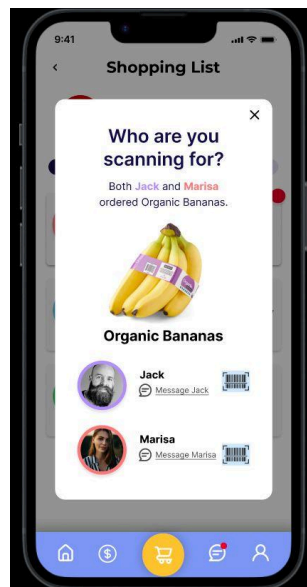 9:41
Shopping List
Who are you
scanning for?
Both Jack and Marisa
ordered Organic Bananas.
Organic Bananas
Jack
Message Jack
Marisa
Message Marisa